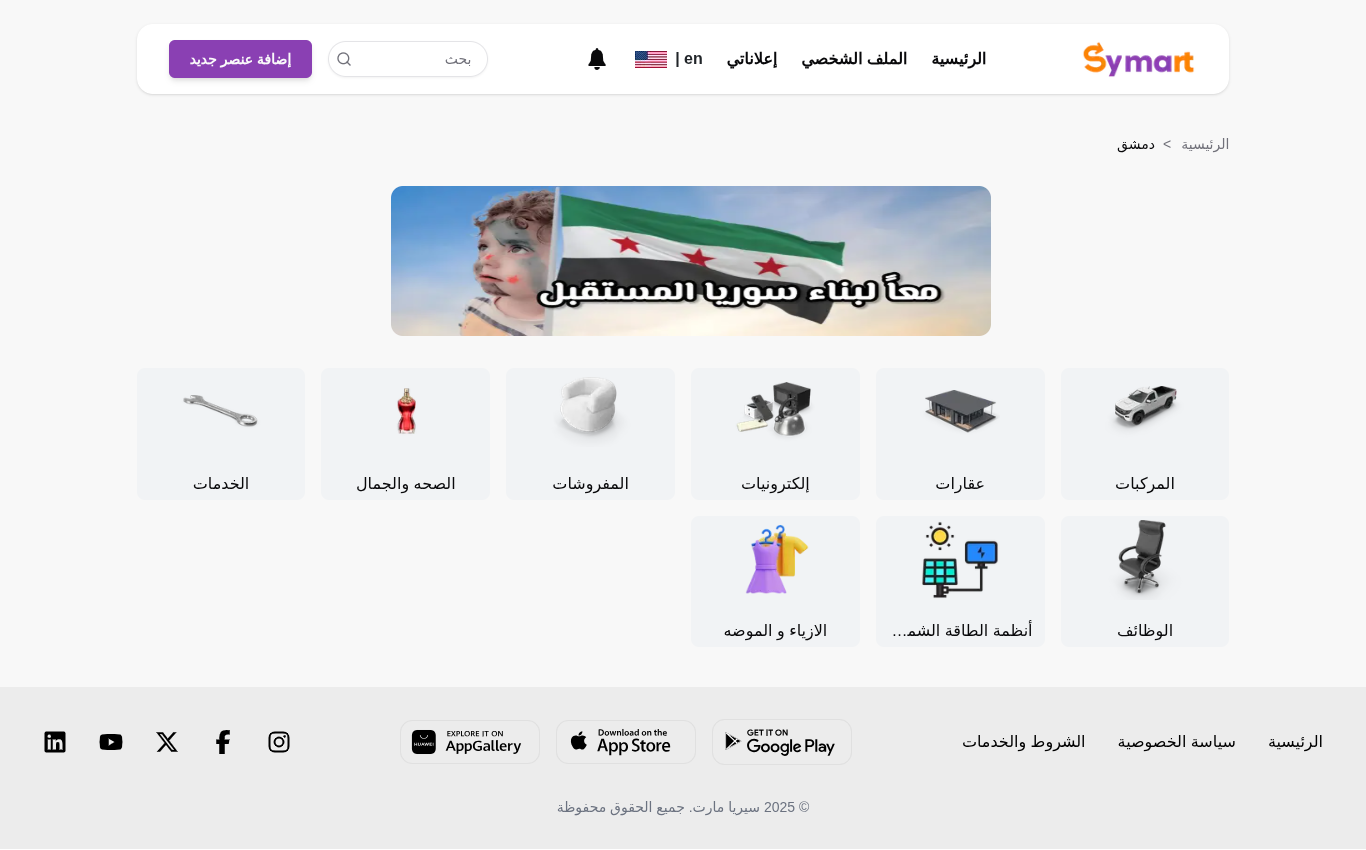 Symart
الرئيسية
الملف الشخصي
إعلاناتي
en |
بحث
إضافة عنصر جديد
الرئيسية > دمشق
معاً لبناء سوريا المستقبل
المركبات
عقارات
إلكترونيات
المفروشات
الصحه والجمال
الخدمات
الوظائف
أنظمة الطاقة الشم...
الازياء و الموضه
الرئيسية
سياسة الخصوصية
الشروط والخدمات
GET IT ON
Google Play
Download on the
App Store
HUAWEI
EXPLORE IT ON
AppGallery
© 2025 سيريا مارت. جميع الحقوق محفوظة